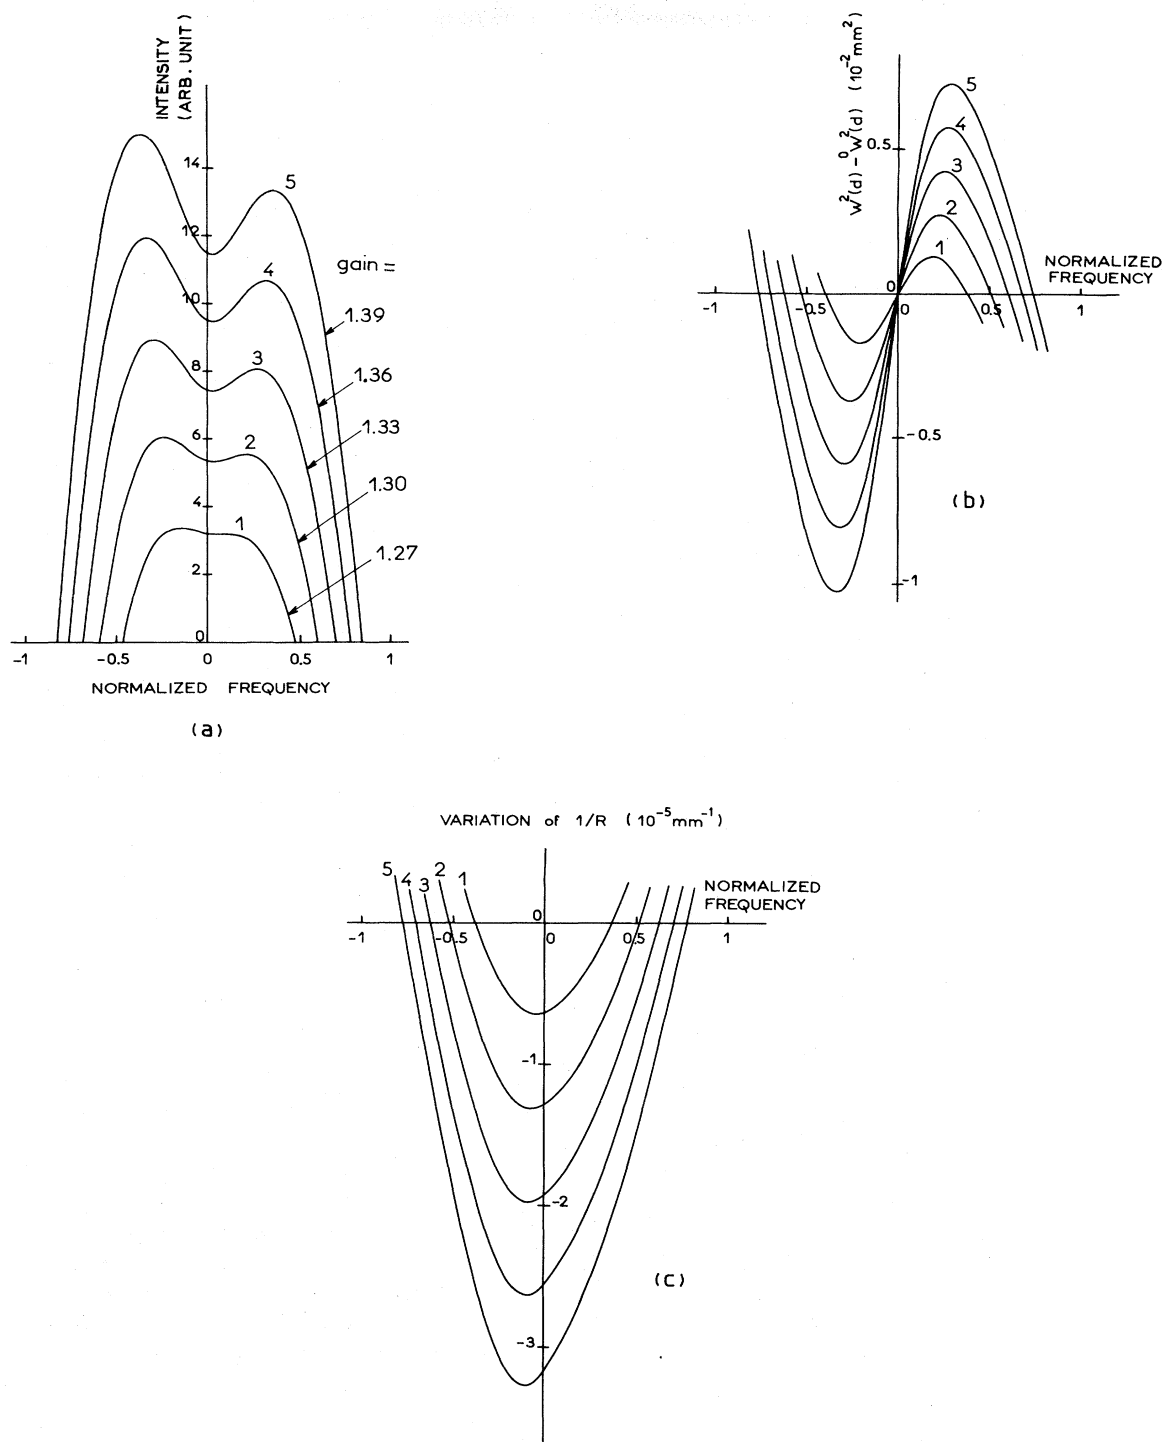 INTENSITY
(ARB. UNIT)
14
12
10
8
6
4
2
0
5
4
3
2
1
gain =
1.39
1.36
1.33
1.30
1.27
-1 -0.5 0 0.5 1
NORMALIZED FREQUENCY
(a)
W²(d) - ⁰W²(d) (10⁻²mm²)
0.5
0
-0.5
-1
5
4
3
2
1
NORMALIZED
FREQUENCY
-1 -0.5 0 0.5 1
(b)
VARIATION of 1/R (10⁻⁵mm⁻¹)
5 4 3 2 1
NORMALIZED
FREQUENCY
0
-1 -0.5 0 0.5 1
-1
-2
-3
(c)